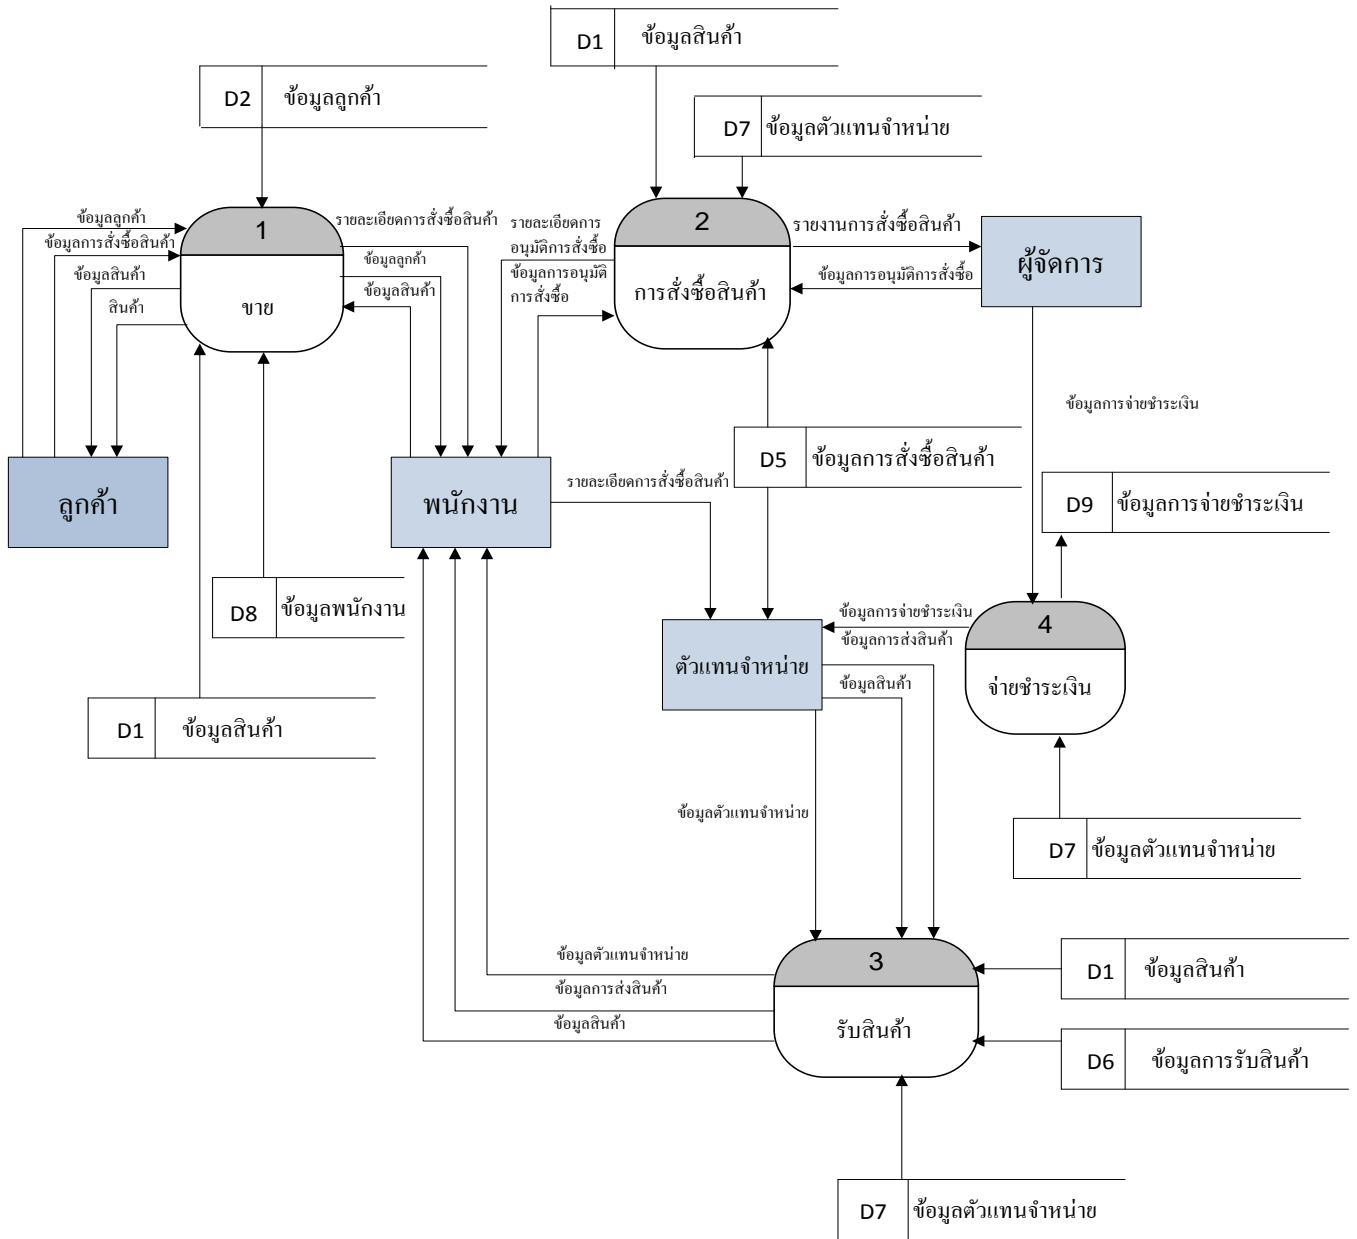 D1 ข้อมูลสินค้า
D2 ข้อมูลลูกค้า
D7 ข้อมูลตัวแทนจำหน่าย
ข้อมูลลูกค้า
ข้อมูลการสั่งซื้อสินค้า
ข้อมูลสินค้า
สินค้า
1
ขาย
รายละเอียดการสั่งซื้อสินค้า
ข้อมูลลูกค้า
ข้อมูลสินค้า
รายละเอียดการ
อนุมัติการสั่งซื้อ
ข้อมูลการอนุมัติ
การสั่งซื้อ
2
การสั่งซื้อสินค้า
รายงานการสั่งซื้อสินค้า
ข้อมูลการอนุมัติการสั่งซื้อ
ผู้จัดการ
ข้อมูลการจ่ายชำระเงิน
D5 ข้อมูลการสั่งซื้อสินค้า
ลูกค้า
พนักงาน
รายละเอียดการสั่งซื้อสินค้า
D9 ข้อมูลการจ่ายชำระเงิน
D8 ข้อมูลพนักงาน
ข้อมูลการจ่ายชำระเงิน
ข้อมูลการส่งสินค้า
4
จ่ายชำระเงิน
ตัวแทนจำหน่าย
ข้อมูลสินค้า
D1 ข้อมูลสินค้า
ข้อมูลตัวแทนจำหน่าย
D7 ข้อมูลตัวแทนจำหน่าย
ข้อมูลตัวแทนจำหน่าย
ข้อมูลการส่งสินค้า
ข้อมูลสินค้า
3
รับสินค้า
D1 ข้อมูลสินค้า
D6 ข้อมูลการรับสินค้า
D7 ข้อมูลตัวแทนจำหน่าย